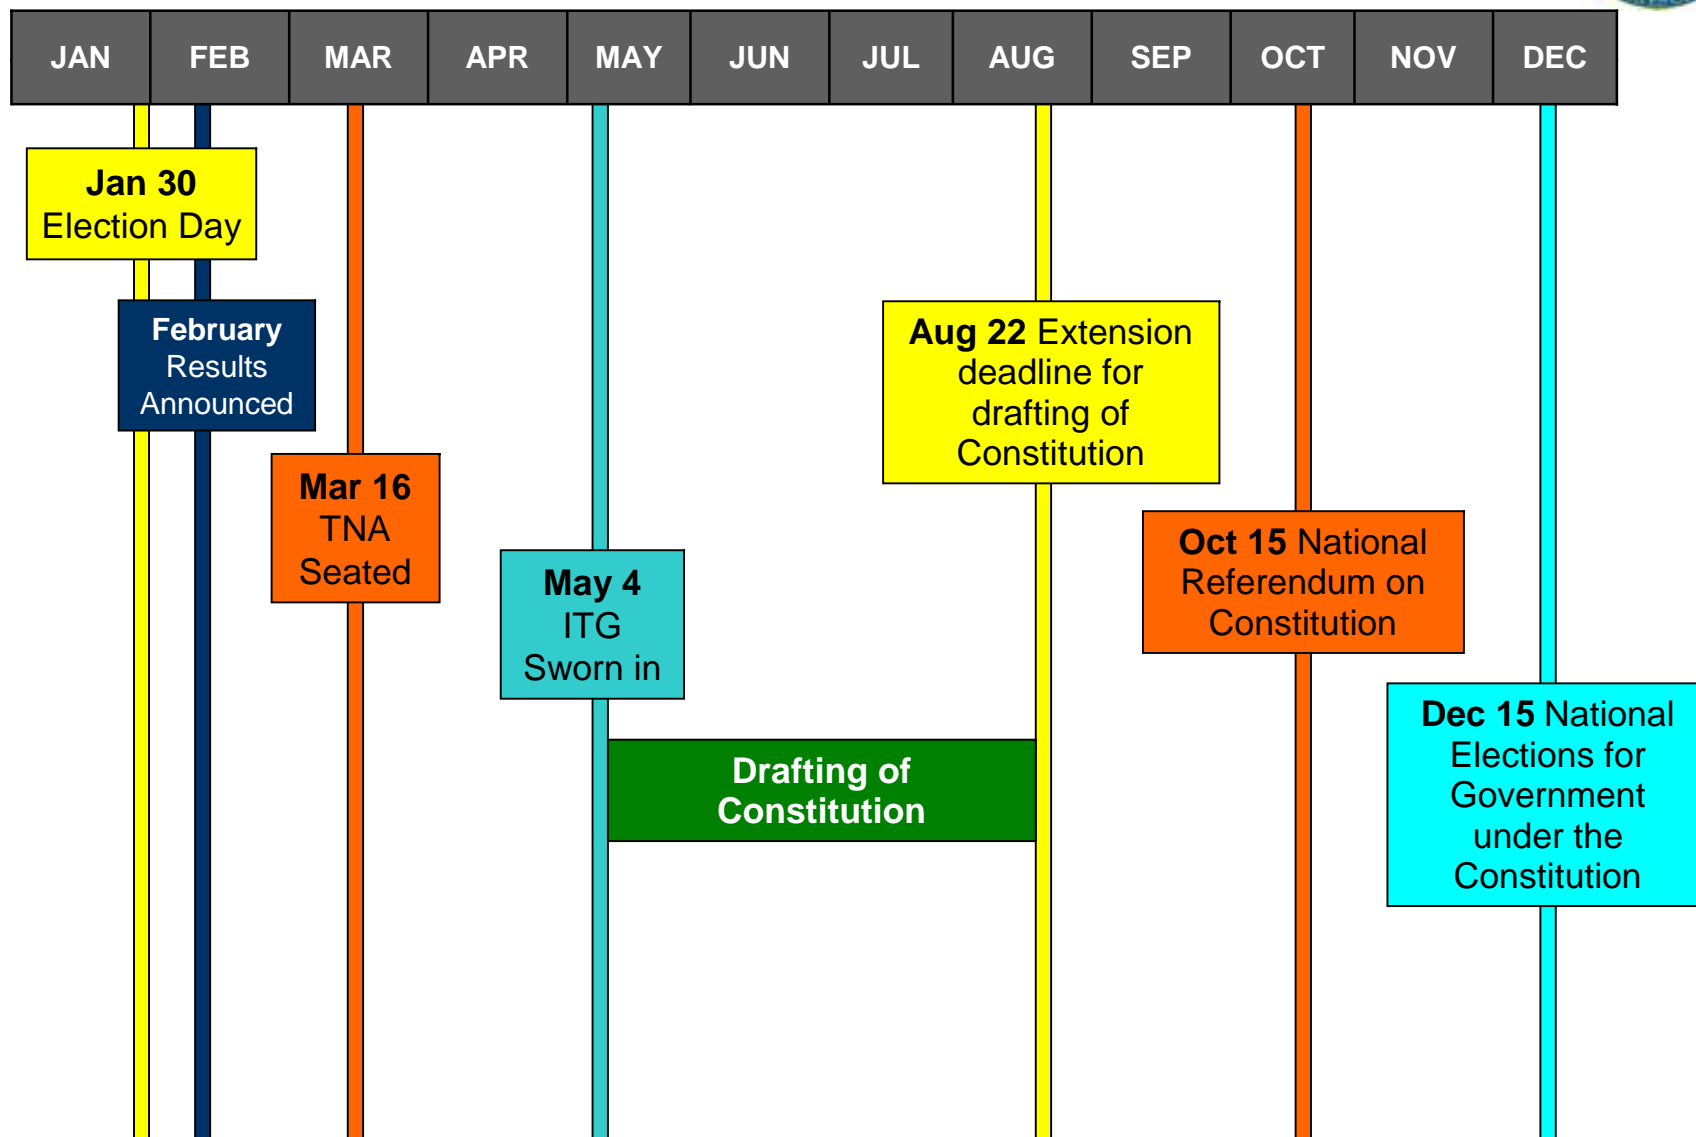 JAN FEB MAR APR MAY JUN JUL AUG SEP OCT NOV DEC
Jan 30
Election Day
February
Results
Announced
Mar 16
TNA
Seated
May 4
ITG
Sworn in
Drafting of
Constitution
Aug 22 Extension
deadline for
drafting of
Constitution
Oct 15 National
Referendum on
Constitution
Dec 15 National
Elections for
Government
under the
Constitution